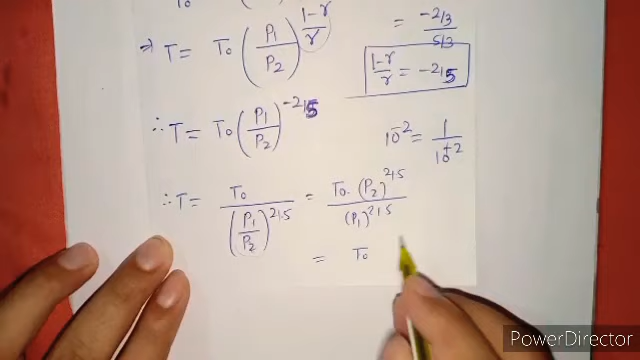 T₀
⇒ T = T₀ (P₁/P₂)^((1-γ)/γ)
= (-2/3)/(5/3)
(1-γ)/γ = -2/5
∴ T = T₀ (P₁/P₂)^(-2/5)
10^-2 = 1/10^+2
∴ T = T₀/(P₁/P₂)^(2/5) = T₀ · (P₂)^(2/5)/(P₁)^(2/5)
= T₀
PowerDirector